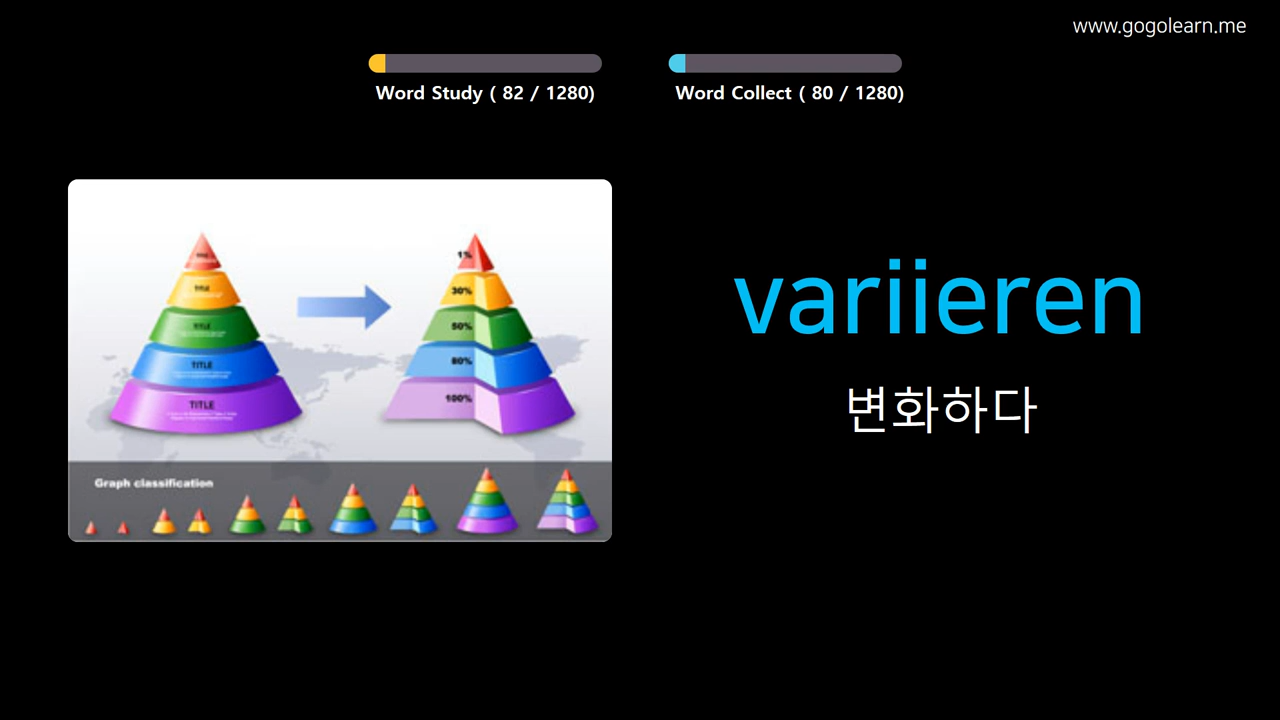 www.gogolearn.me
Word Study ( 82 / 1280)
Word Collect ( 80 / 1280)
variieren
변화하다
TITLE
TITLE
TITLE
TITLE
1%
30%
50%
80%
100%
Graph classification